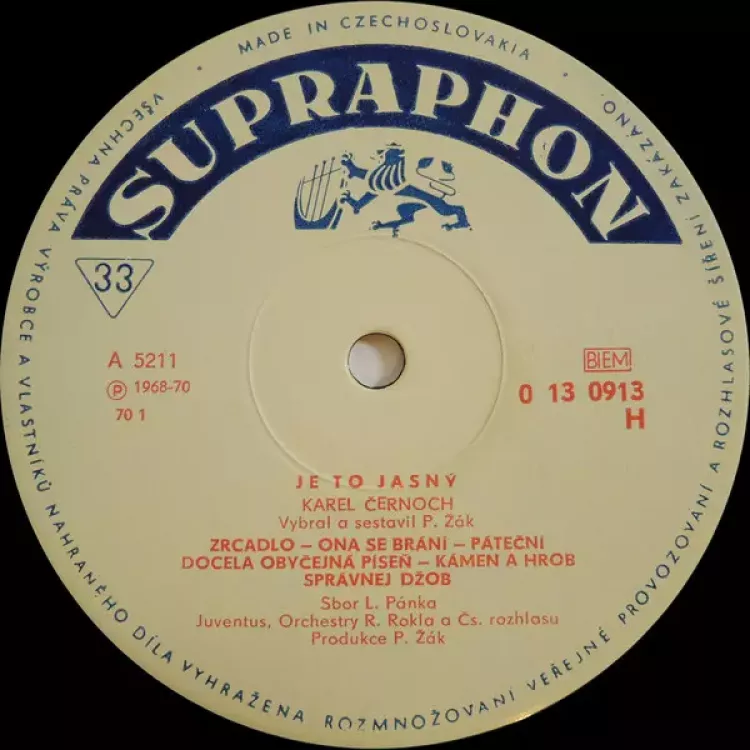 MADE IN CZECHOSLOVAKIA
SUPRAPHON
33
A 5211
Ⓟ 1968-70
70 1
BIEM
0 13 0913
H
JE TO JASNÝ
KAREL ČERNOCH
Vybral a sestavil P. Žák
ZRCADLO – ONA SE BRÁNÍ – PÁTEČNÍ
DOCELA OBYČEJNÁ PÍSEŇ – KÁMEN A HROB
SPRÁVNEJ DŽOB
Sbor L. Pánka
Juventus, Orchestry R. Rokla a Čs. rozhlasu
Produkce P. Žák
VŠECHNA PRÁVA VÝROBCE A VLASTNÍKŮ NAHRANÉHO DÍLA VYHRAŽENA ROZMNOŽOVANÍ VEŘEJNÉ PROVOZOVANÍ A ROZHLASOVÉ ŠÍŘENÍ ZAKÁZÁNO.